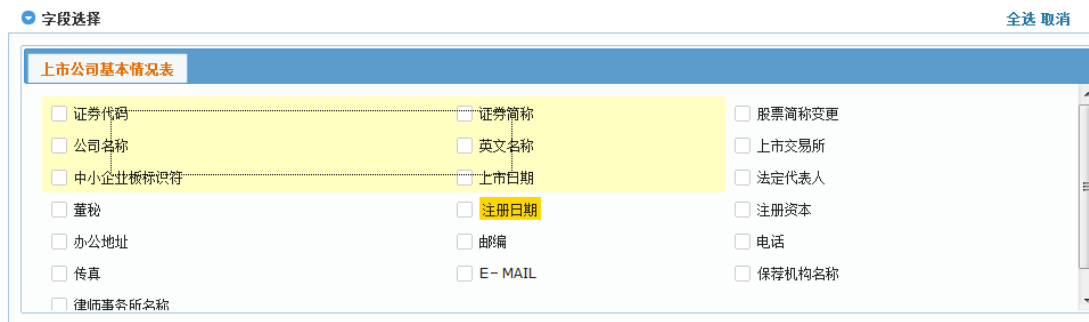 字段选择 全选 取消
上市公司基本情况表
证券代码 证券简称 股票简称变更
公司名称 英文名称 上市交易所
中小企业板标识符 上市日期 法定代表人
董秘 注册日期 注册资本
办公地址 邮编 电话
传真 E-MAIL 保荐机构名称
律师事务所名称